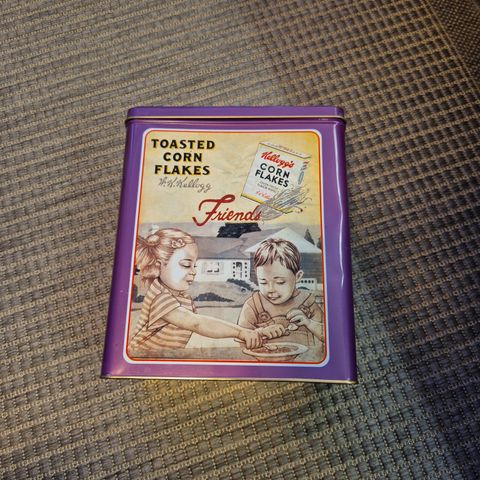 TOASTED
CORN
FLAKES
W.K.Kellogg
Kellogg's
CORN
FLAKES
Friends